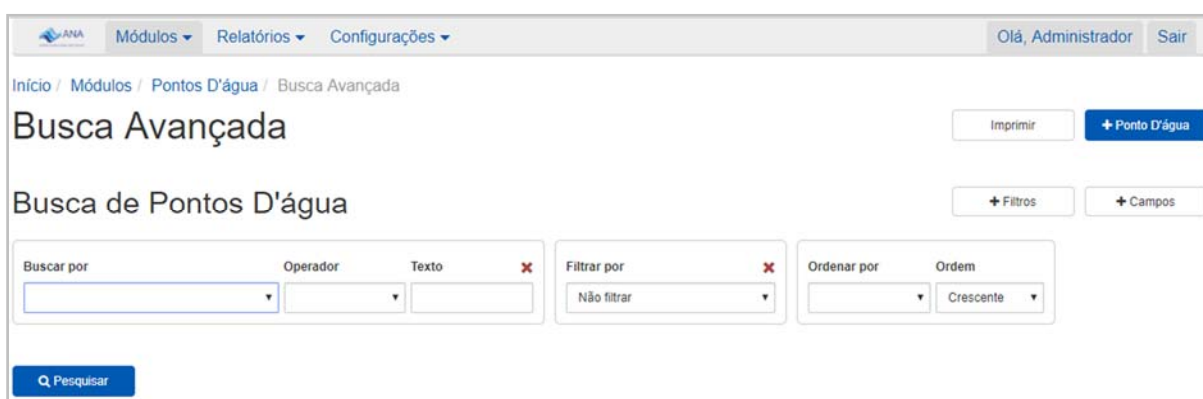 ANA Módulos Relatórios Configurações Olá, Administrador Sair
Início / Módulos / Pontos D'água / Busca Avançada
Busca Avançada Imprimir + Ponto D'água
Busca de Pontos D'água + Filtros + Campos
Buscar por Operador Texto Filtrar por Ordenar por Ordem
Não filtrar Crescente
Pesquisar